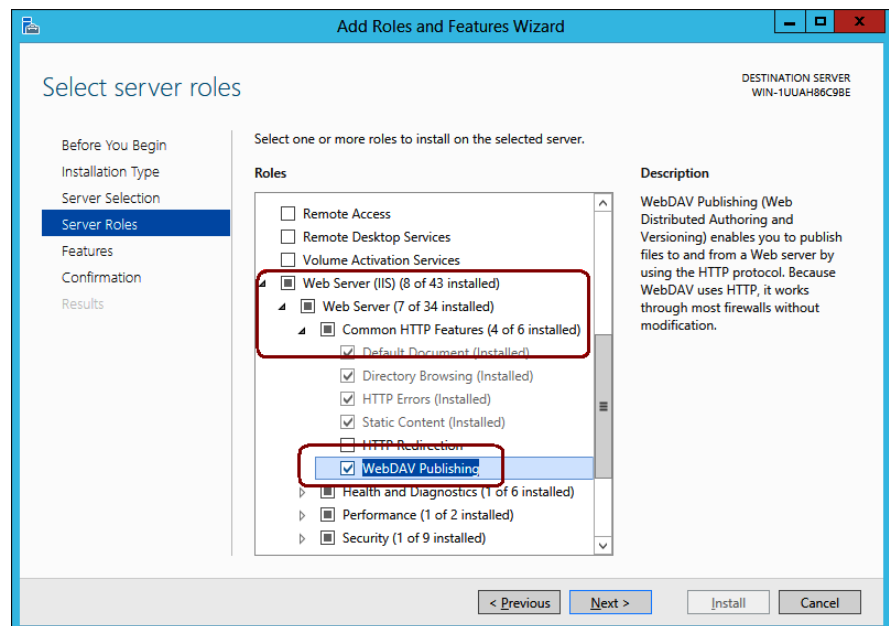 Add Roles and Features Wizard
Select server roles
DESTINATION SERVER
WIN-1UUAH86C9BE
Before You Begin
Installation Type
Server Selection
Server Roles
Features
Confirmation
Results
Select one or more roles to install on the selected server.
Roles
Remote Access
Remote Desktop Services
Volume Activation Services
Web Server (IIS) (8 of 43 installed)
Web Server (7 of 34 installed)
Common HTTP Features (4 of 6 installed)
Default Document (Installed)
Directory Browsing (Installed)
HTTP Errors (Installed)
Static Content (Installed)
HTTP Redirection
WebDAV Publishing
Health and Diagnostics (1 of 6 installed)
Performance (1 of 2 installed)
Security (1 of 9 installed)
Description
WebDAV Publishing (Web
Distributed Authoring and
Versioning) enables you to publish
files to and from a Web server by
using the HTTP protocol. Because
WebDAV uses HTTP, it works
through most firewalls without
modification.
< Previous
Next >
Install
Cancel